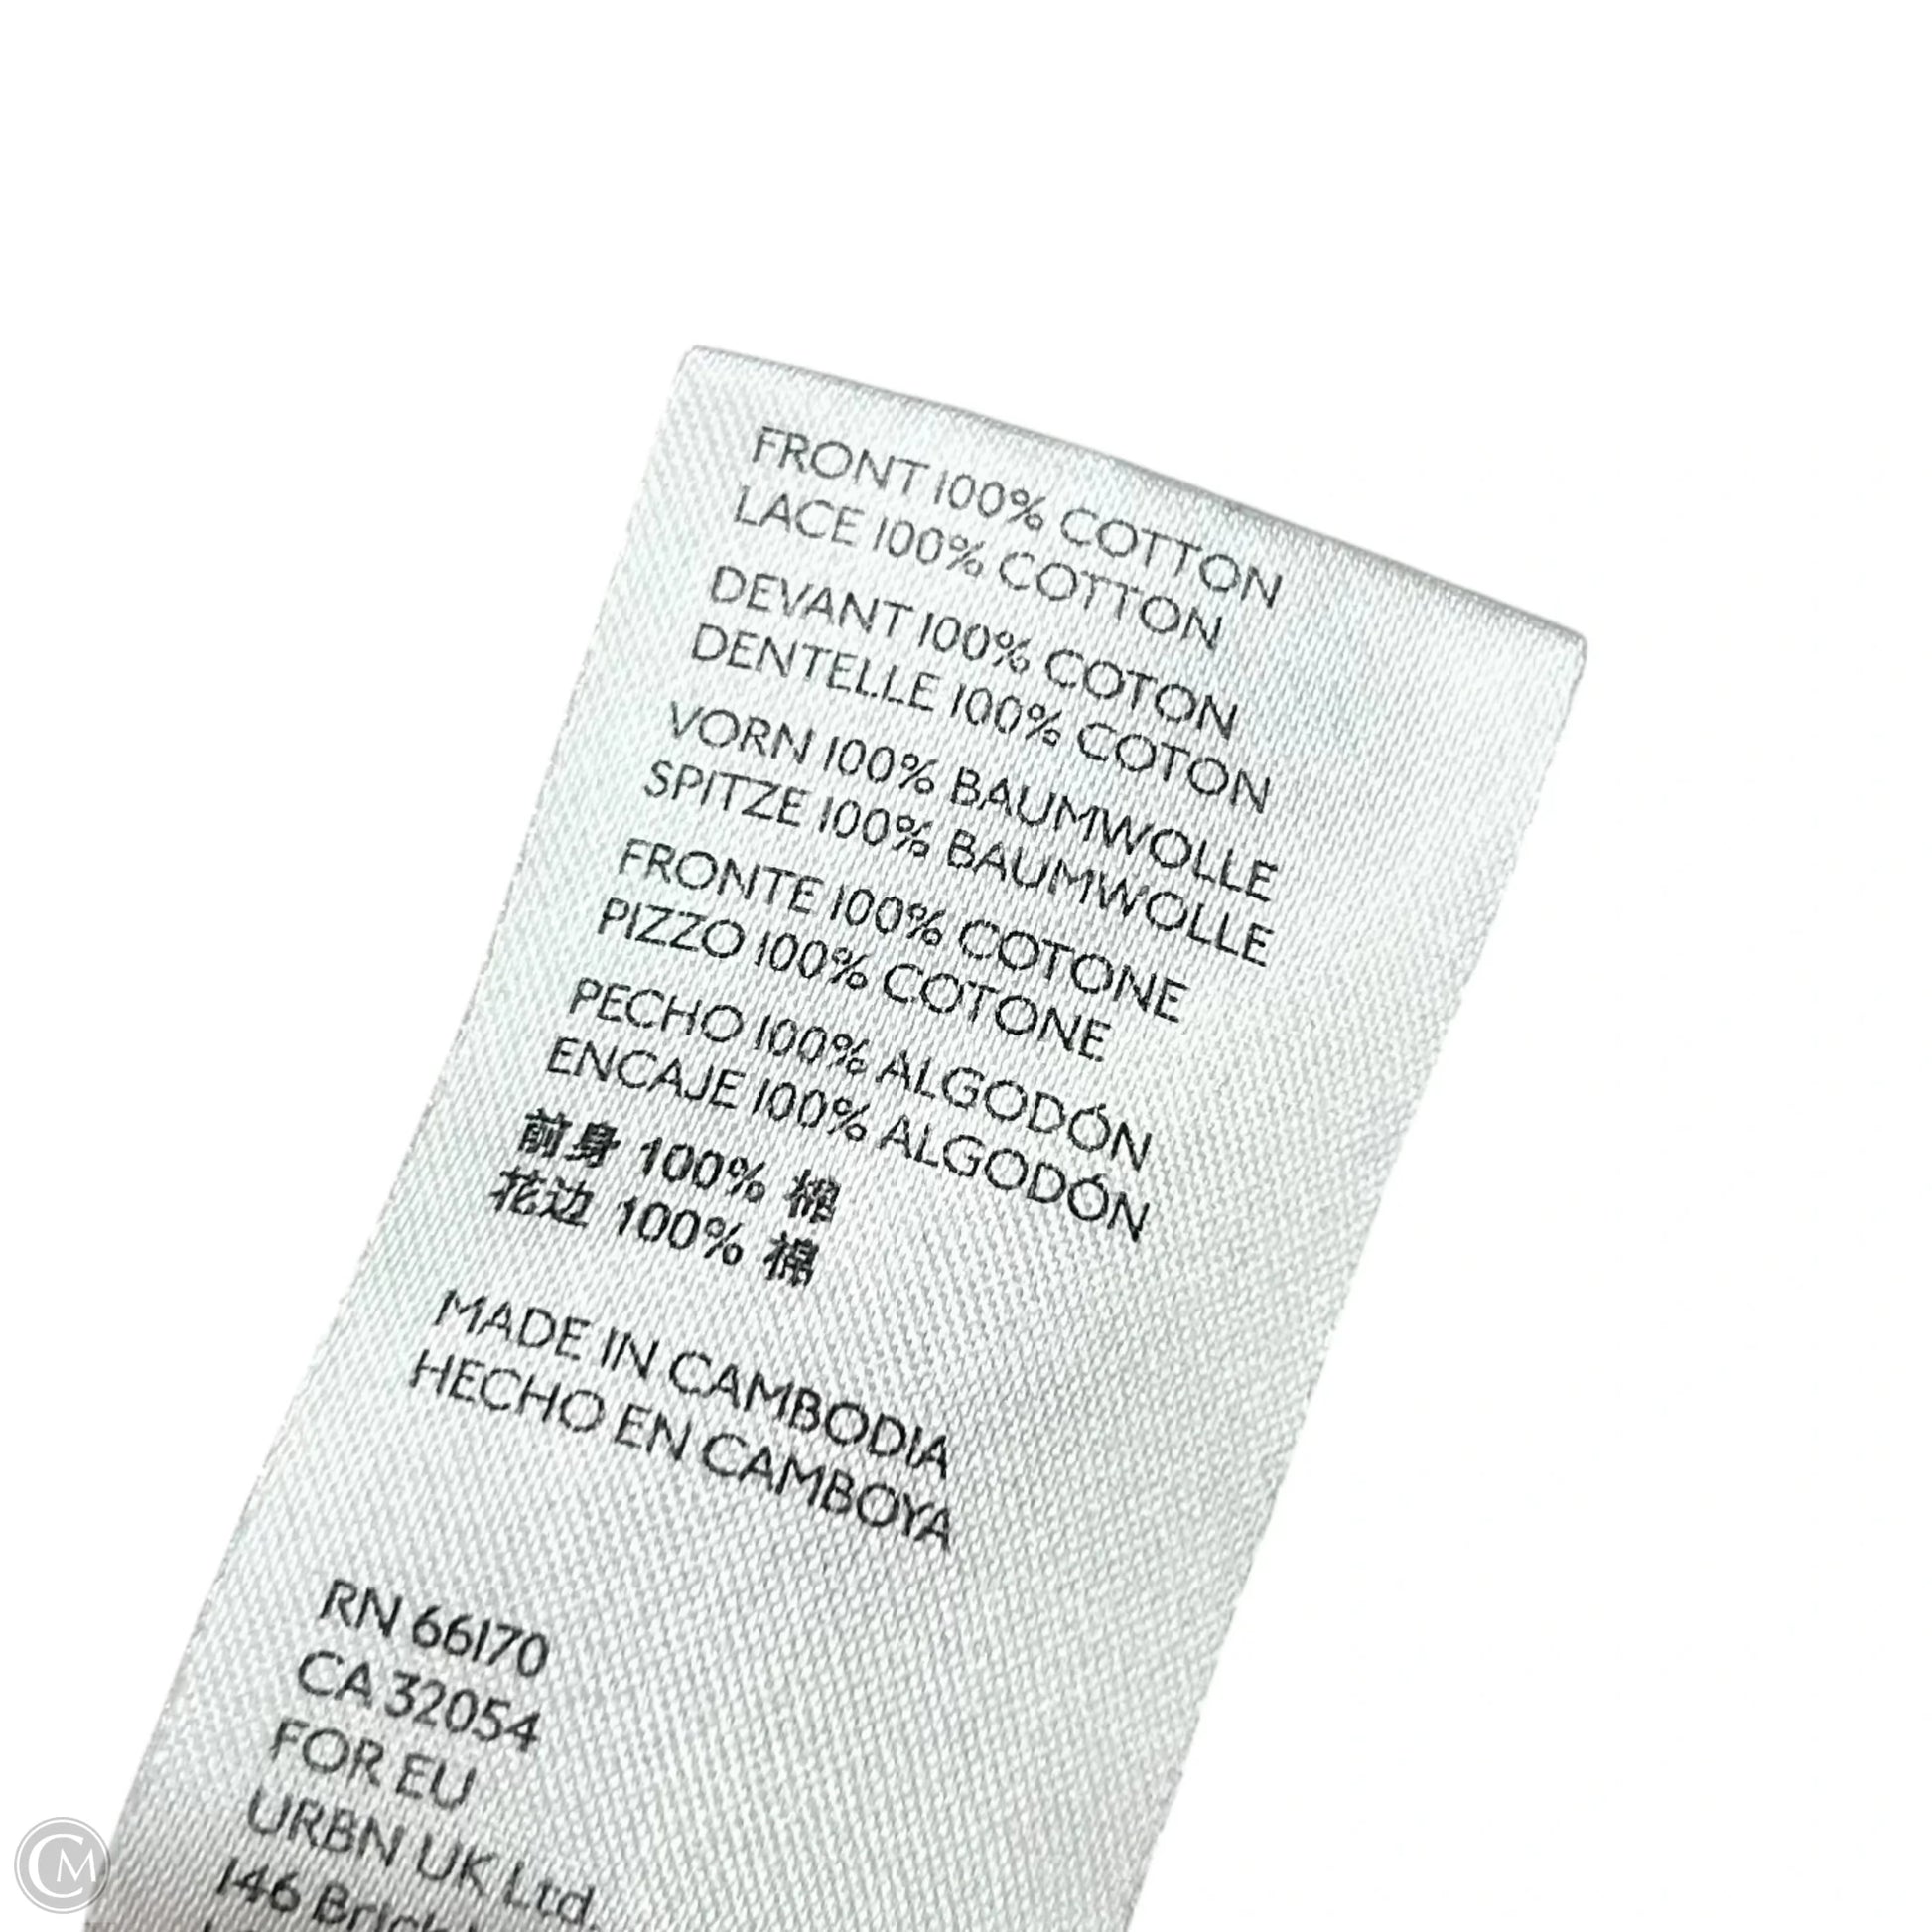 FRONT 100% COTTON
LACE 100% COTTON
DEVANT 100% COTON
DENTELLE 100% COTON
VORN 100% BAUMWOLLE
SPITZE 100% BAUMWOLLE
FRONTE 100% COTONE
PIZZO 100% COTONE
PECHO 100% ALGODÓN
ENCAJE 100% ALGODÓN
前身 100% 棉
花边 100% 棉
MADE IN CAMBODIA
HECHO EN CAMBOYA
RN 66170
CA 32054
FOR EU
URBN UK Ltd.
146
CM